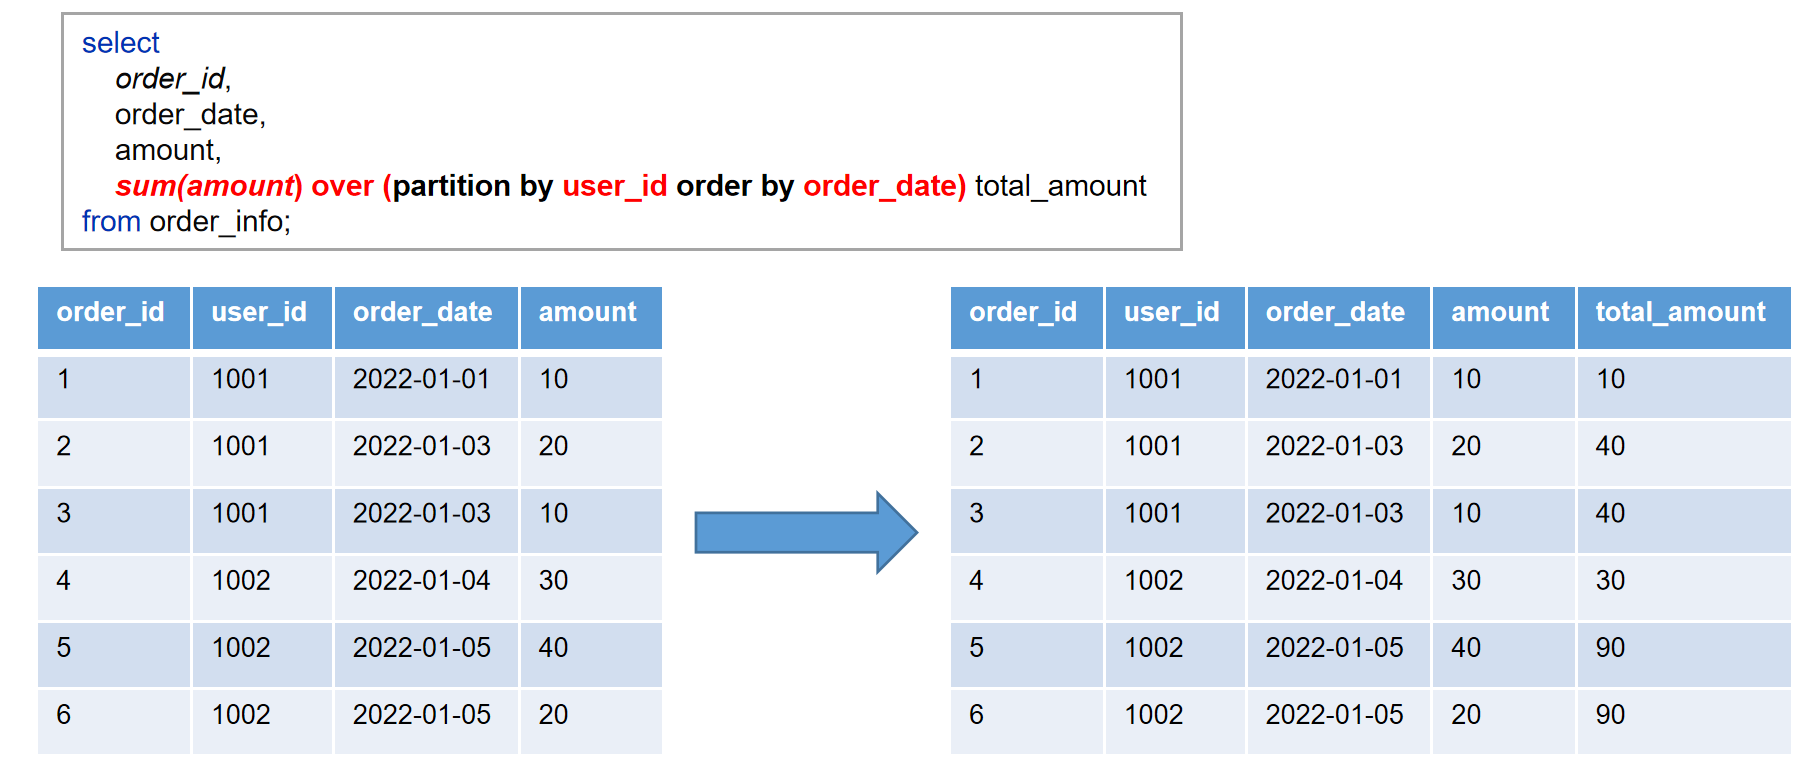 select
order_id,
order_date,
amount,
sum(amount) over (partition by user_id order by order_date) total_amount
from order_info;
order_id user_id order_date amount
1 1001 2022-01-01 10
2 1001 2022-01-03 20
3 1001 2022-01-03 10
4 1002 2022-01-04 30
5 1002 2022-01-05 40
6 1002 2022-01-05 20
order_id user_id order_date amount total_amount
1 1001 2022-01-01 10 10
2 1001 2022-01-03 20 40
3 1001 2022-01-03 10 40
4 1002 2022-01-04 30 30
5 1002 2022-01-05 40 90
6 1002 2022-01-05 20 90